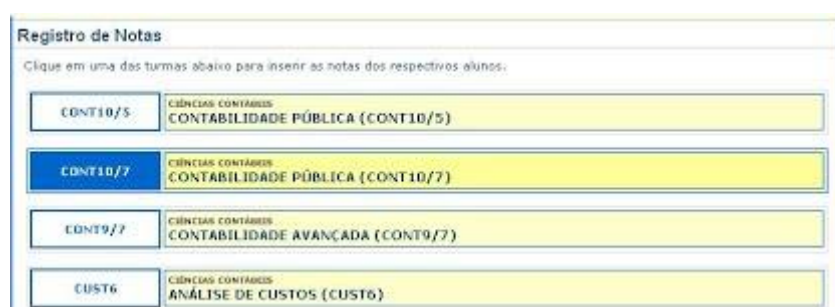 Registro de Notas
Clique em uma das turmas abaixo para inserir as notas dos respectivos alunos.
CONT10/5
CIÊNCIAS CONTÁBEIS
CONTABILIDADE PÚBLICA (CONT10/5)
CONT10/7
CIÊNCIAS CONTÁBEIS
CONTABILIDADE PÚBLICA (CONT10/7)
CONT9/7
CIÊNCIAS CONTÁBEIS
CONTABILIDADE AVANÇADA (CONT9/7)
CUST6
CIÊNCIAS CONTÁBEIS
ANÁLISE DE CUSTOS (CUST6)